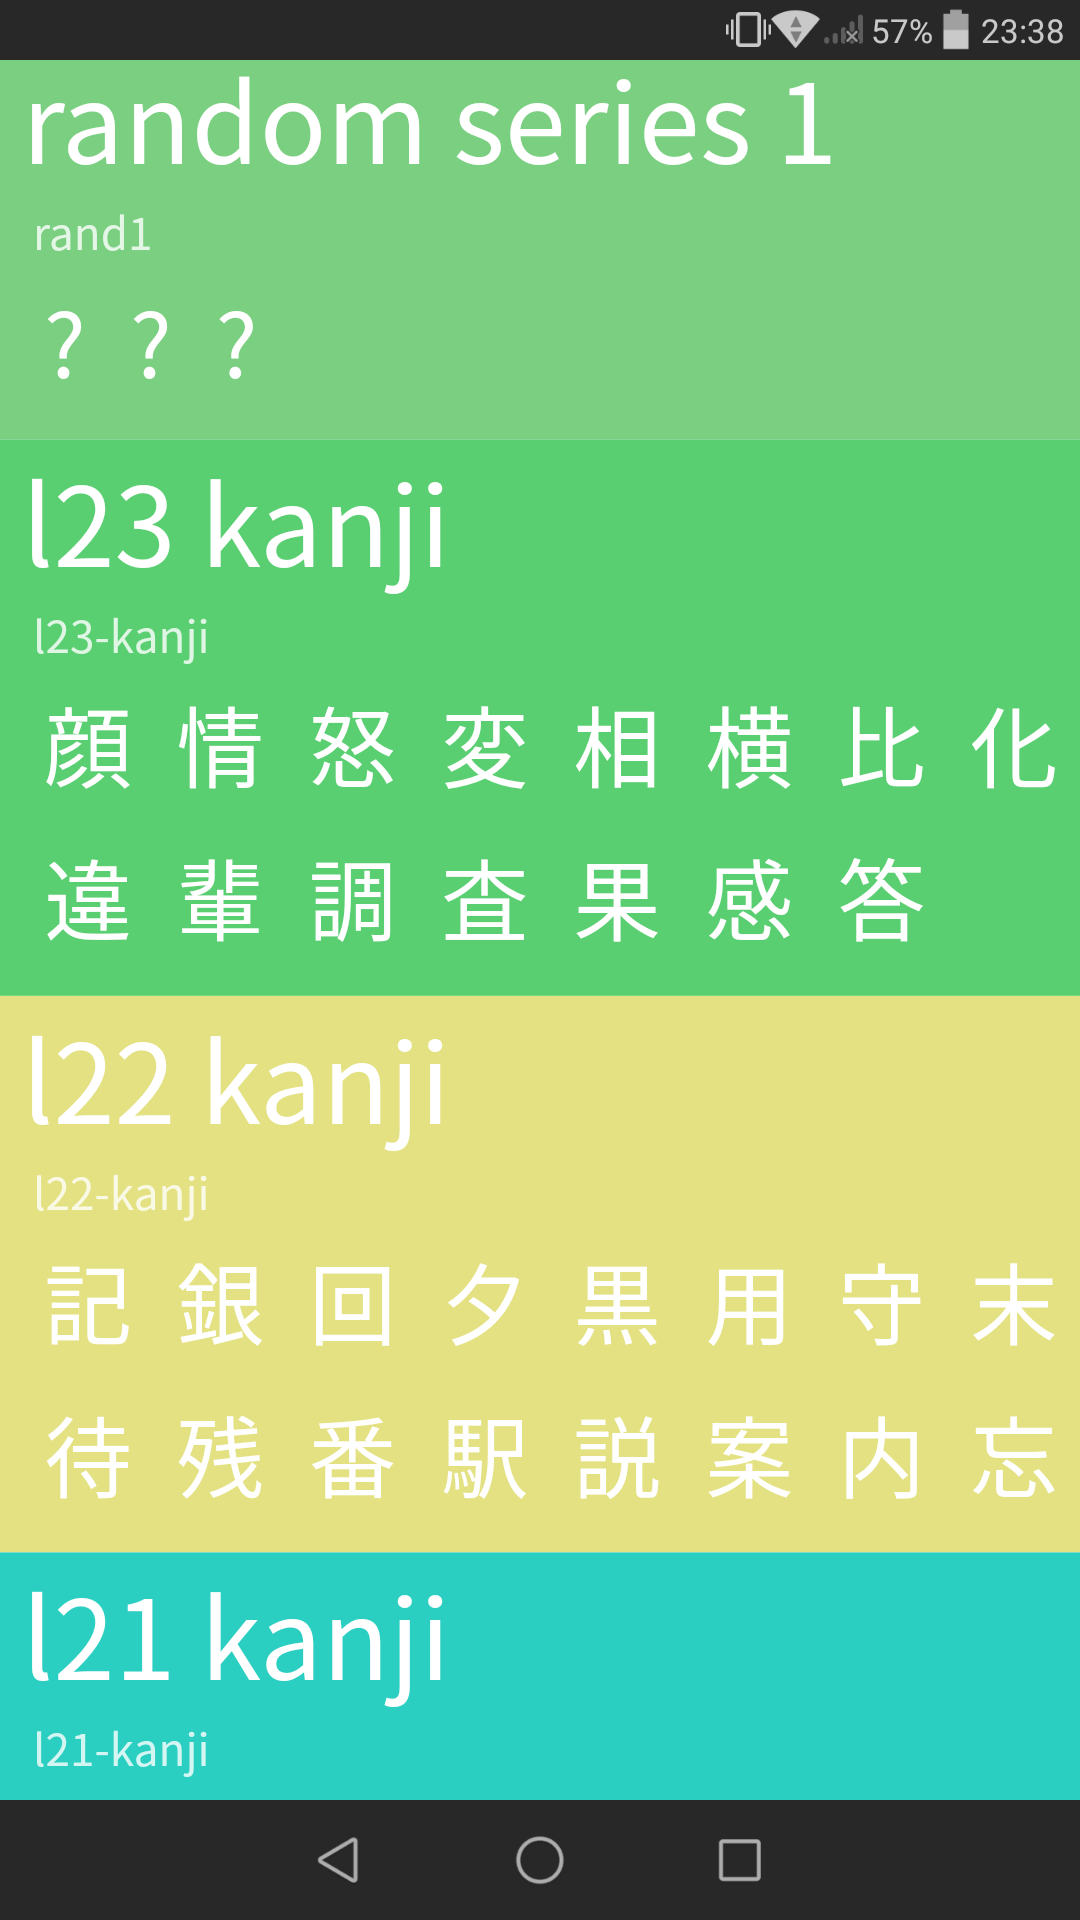 57% 23:38
random series 1
rand1
? ? ?
l23 kanji
l23-kanji
顔 情 怒 変 相 横 比 化
違 輩 調 査 果 感 答
l22 kanji
l22-kanji
記 銀 回 夕 黒 用 守 末
待 残 番 駅 説 案 内 忘
l21 kanji
l21-kanji